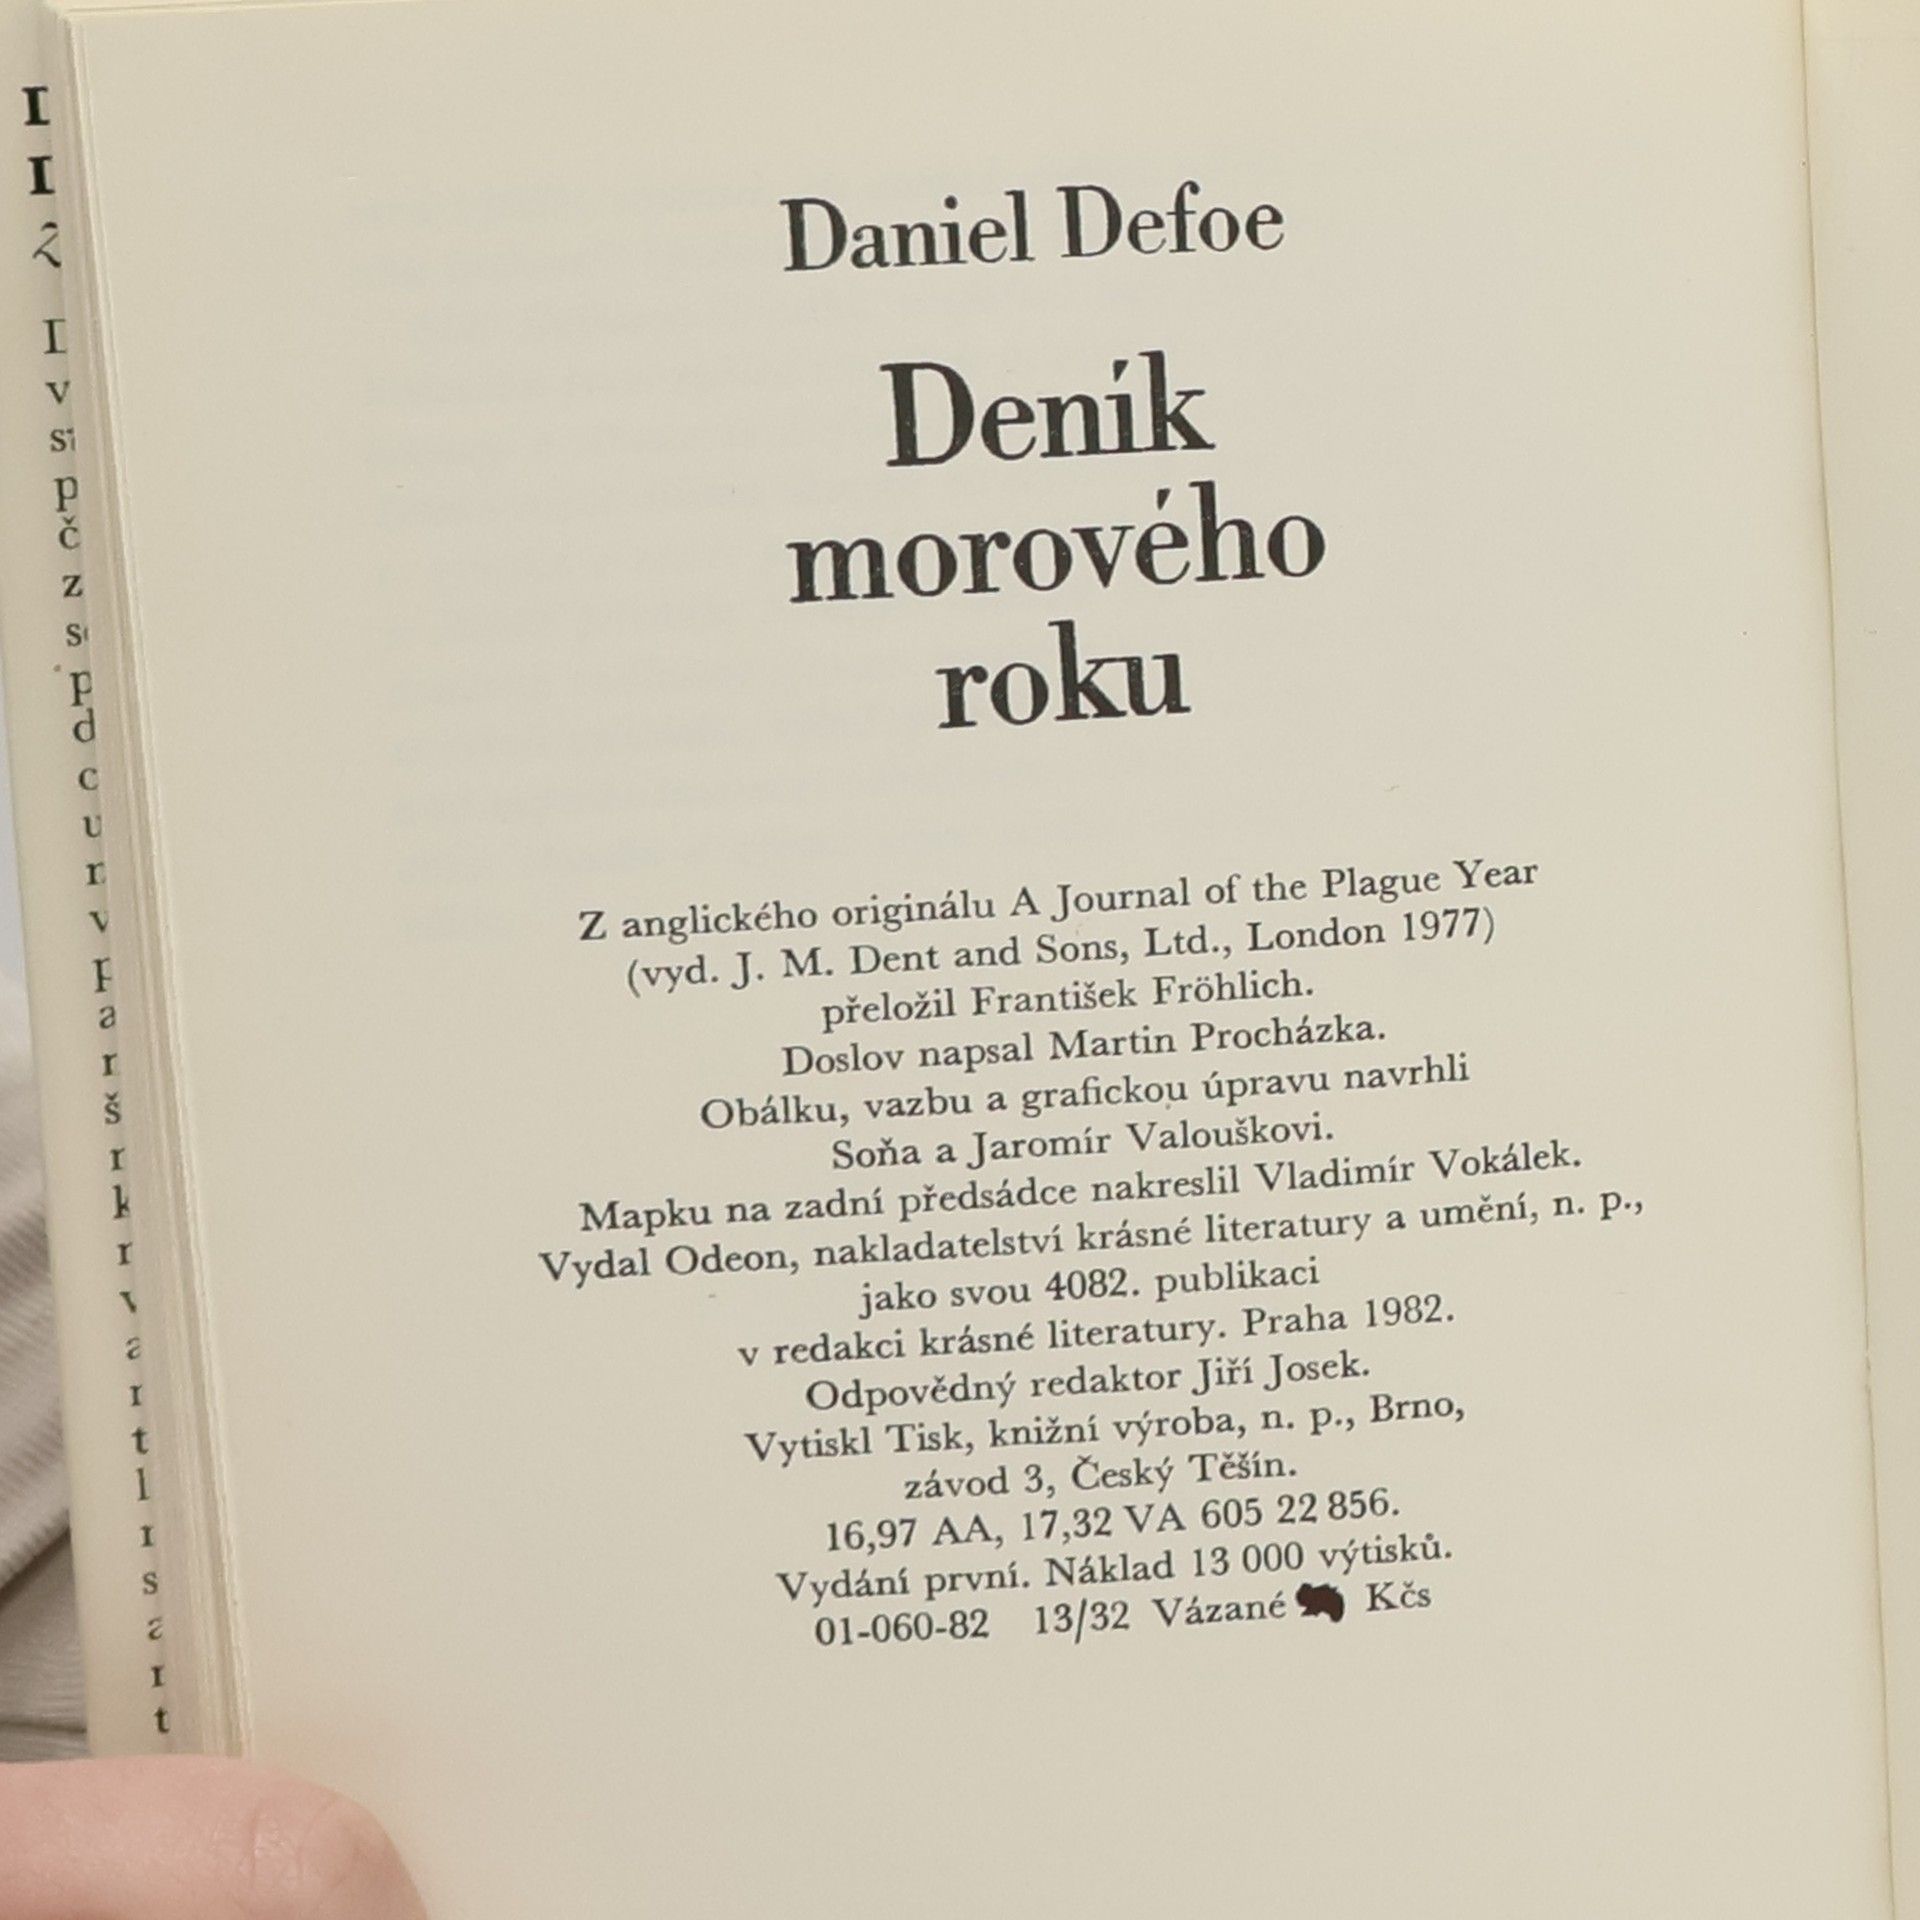 Daniel Defoe
Deník
morového
roku
Z anglického originálu A Journal of the Plague Year
(vyd. J. M. Dent and Sons, Ltd., London 1977)
přeložil František Fröhlich.
Doslov napsal Martin Procházka.
Obálku, vazbu a grafickou úpravu navrhli
Soňa a Jaromír Valouškovi.
Mapku na zadní předsádce nakreslil Vladimír Vokálek.
Vydal Odeon, nakladatelství krásné literatury a umění, n. p.,
jako svou 4082. publikaci
v redakci krásné literatury. Praha 1982.
Odpovědný redaktor Jiří Josek.
Vytiskl Tisk, knižní výroba, n. p., Brno,
závod 3, Český Těšín.
16,97 AA, 17,32 VA 605 22 856.
Vydání první. Náklad 13 000 výtisků.
01-060-82 13/32 Vázané Kčs